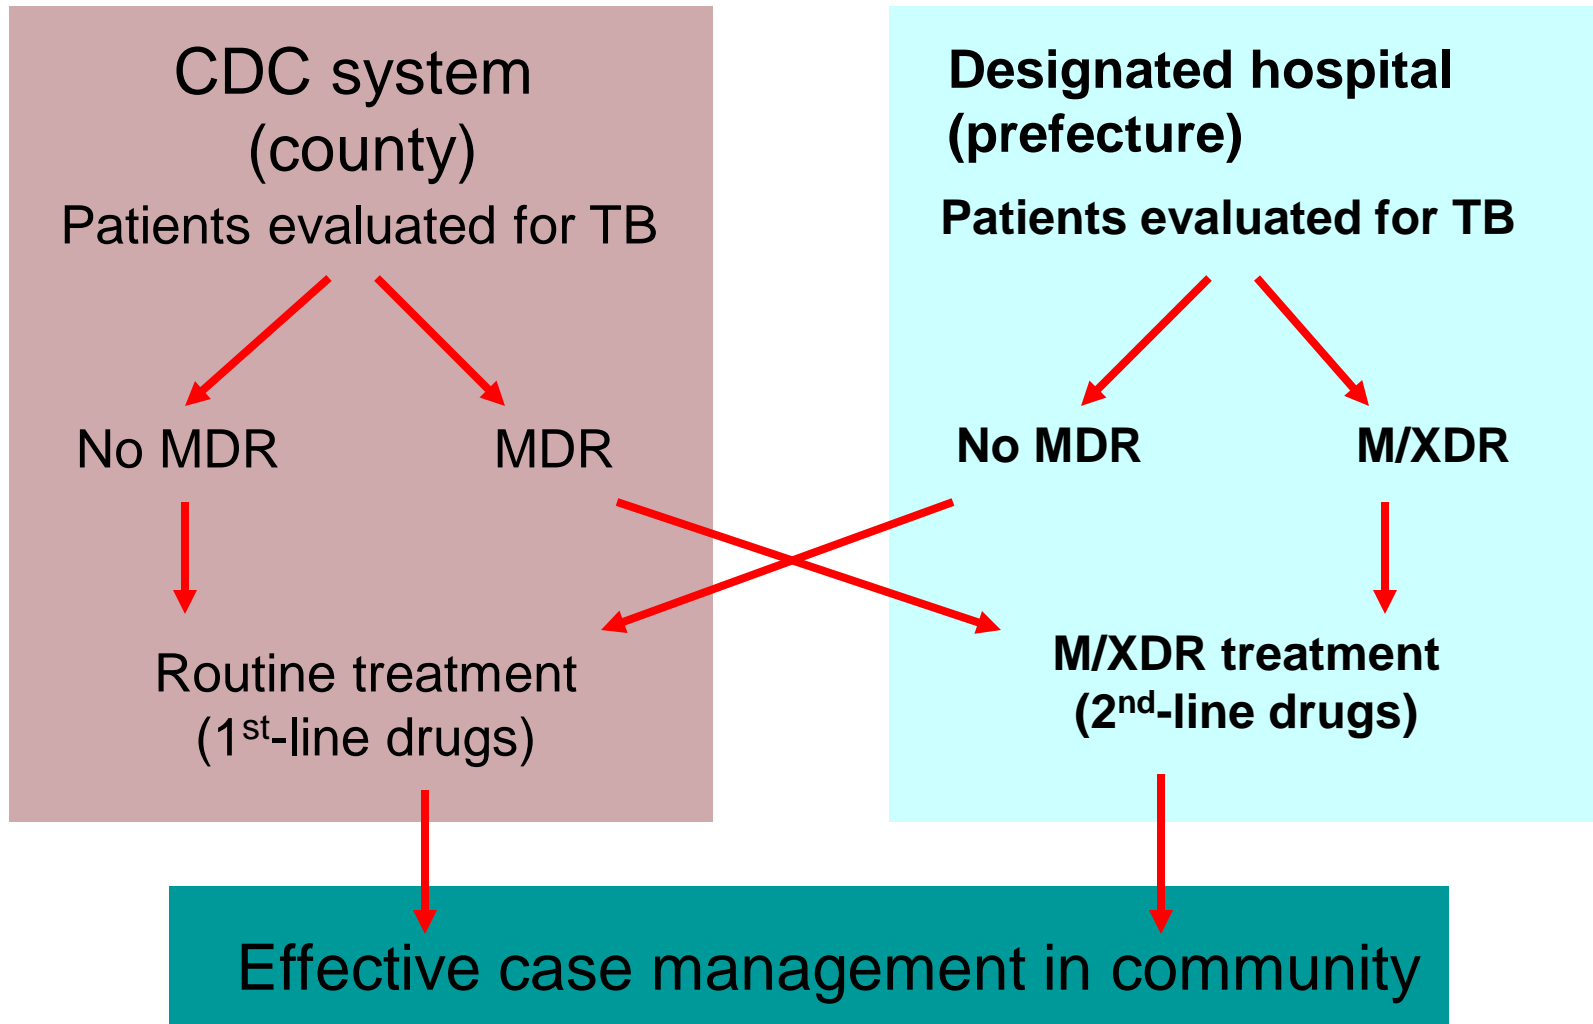 CDC system
(county)
Patients evaluated for TB
No MDR
MDR
Routine treatment
(1st-line drugs)
Designated hospital
(prefecture)
Patients evaluated for TB
No MDR
M/XDR
M/XDR treatment
(2nd-line drugs)
Effective case management in community